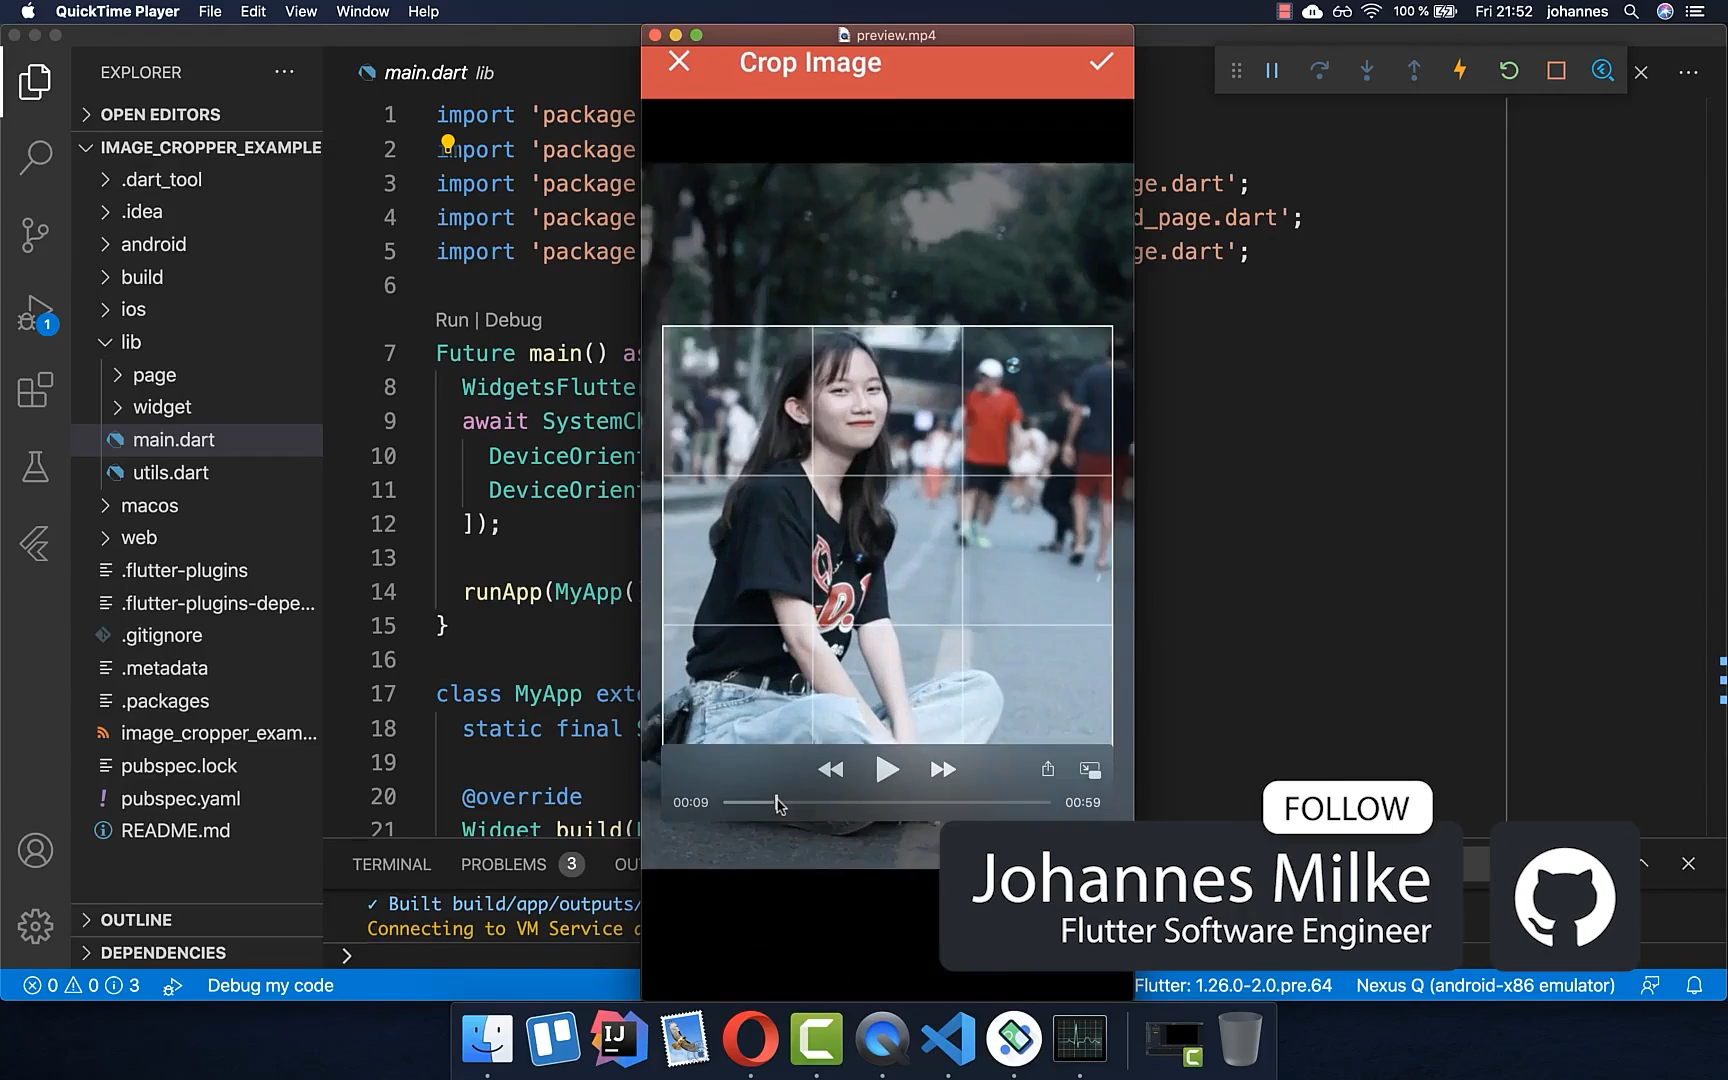 QuickTime Player File Edit View Window Help
100 % Fri 21:52 johannes
preview.mp4
Crop Image
EXPLORER
OPEN EDITORS
IMAGE_CROPPER_EXAMPLE
.dart_tool
.idea
android
build
ios
lib
page
widget
main.dart
utils.dart
macos
web
.flutter-plugins
.flutter-plugins-depe...
.gitignore
.metadata
.packages
image_cropper_exam...
pubspec.lock
pubspec.yaml
README.md
OUTLINE
DEPENDENCIES
1
main.dart lib
1 import 'package
2 import 'package
3 import 'package ge.dart';
4 import 'package d_page.dart';
5 import 'package ge.dart';
6
Run | Debug
7 Future main() as
8 WidgetsFlutte
9 await SystemCh
10 DeviceOrient
11 DeviceOrient
12 ]);
13
14 runApp(MyApp(
15 }
16
17 class MyApp exte
18 static final S
19
20 @override
21 Widget build(
00:09 00:59
TERMINAL PROBLEMS 3 OU
✓ Built build/app/outputs/
Connecting to VM Service
FOLLOW
Johannes Milke
Flutter Software Engineer
0 0 3 Debug my code
Flutter: 1.26.0-2.0.pre.64 Nexus Q (android-x86 emulator)
IJ